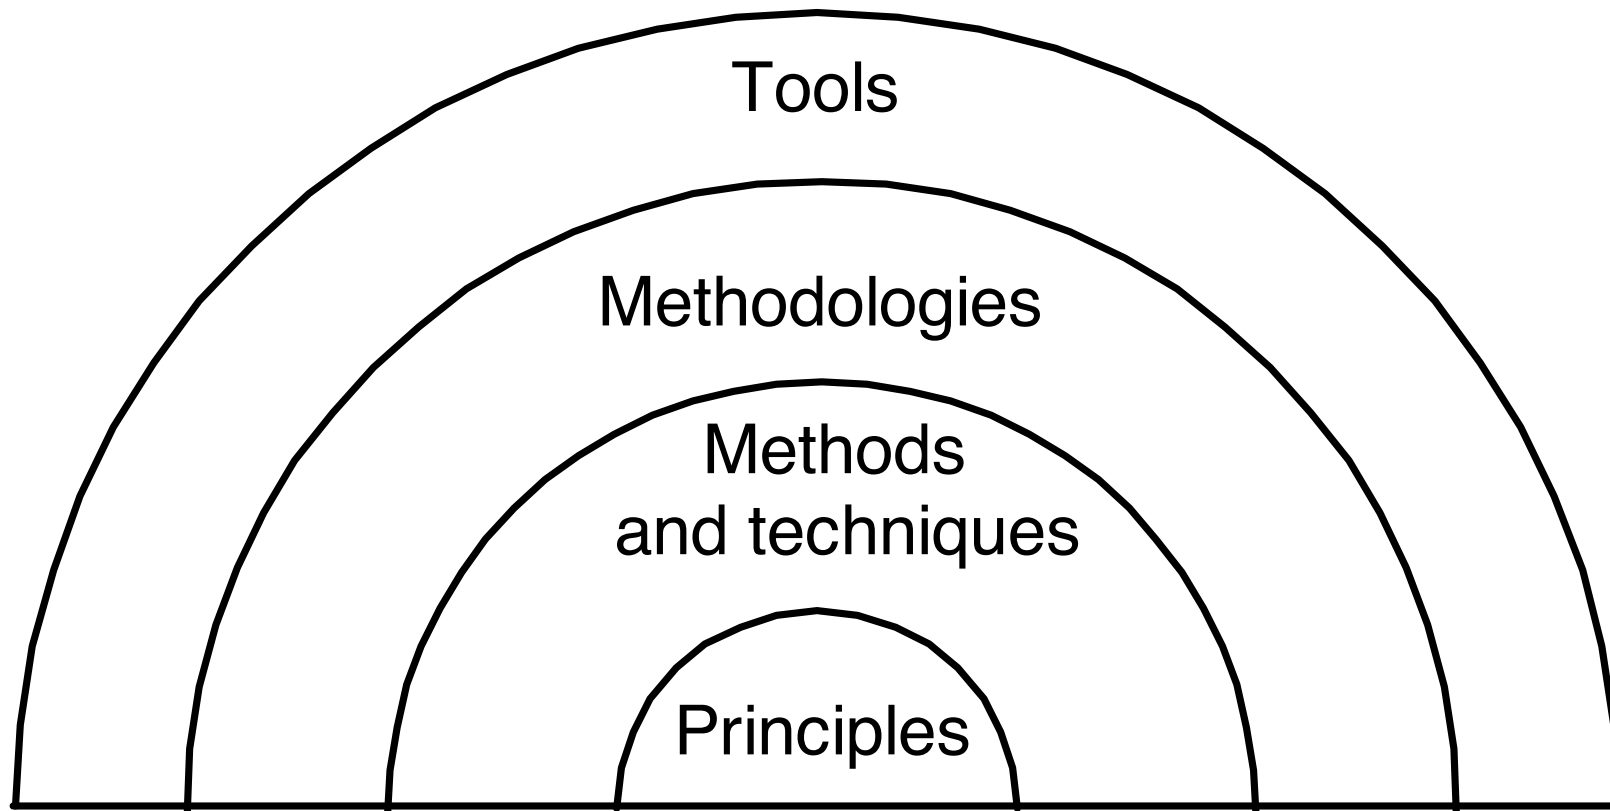 Tools
Methodologies
Methods
and techniques
Principles